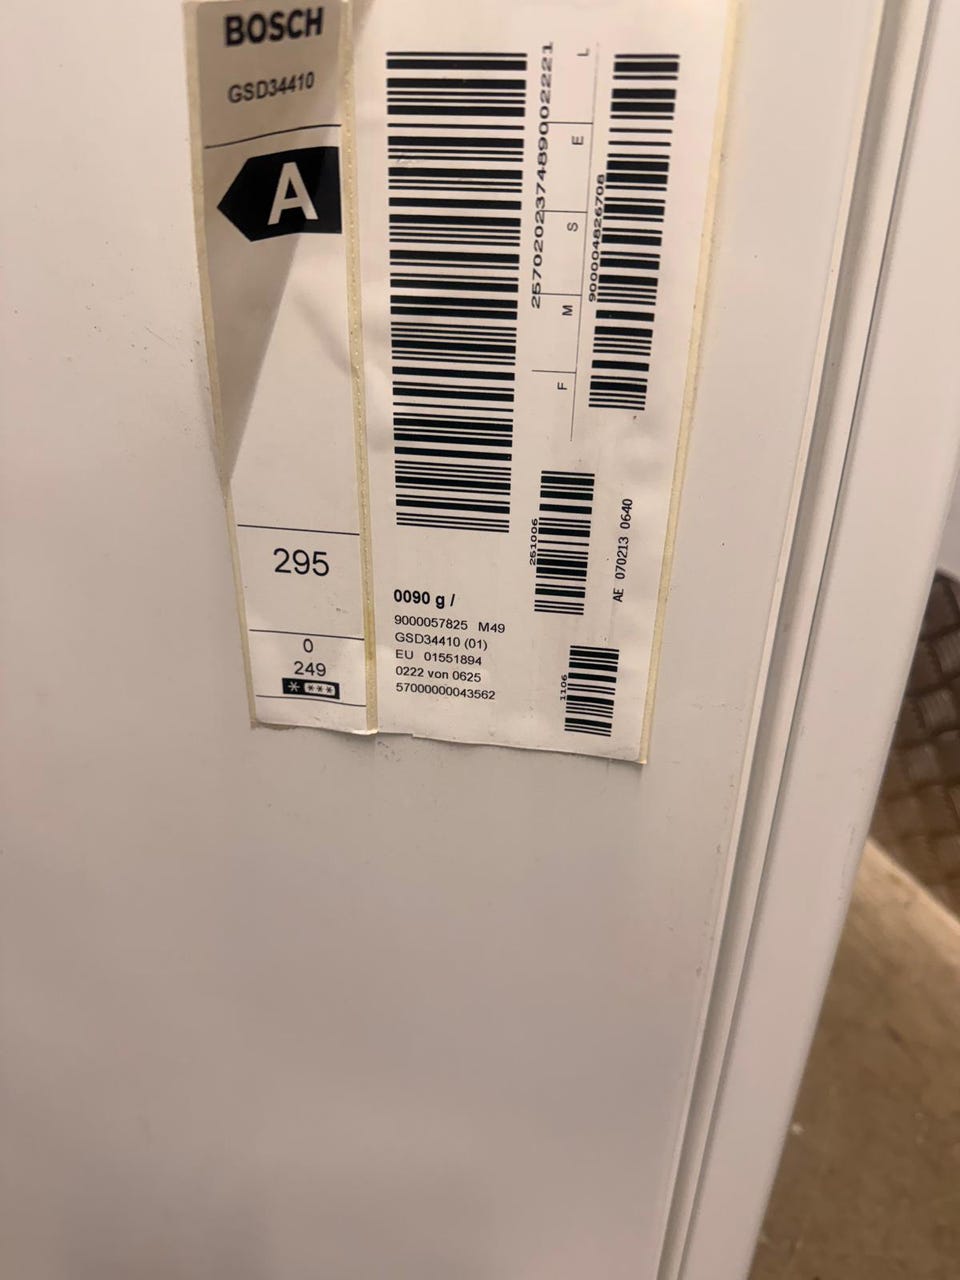 BOSCH
GSD34410
A
295
0
249
* ***
257020237489002221
L
E
S
M
F
900004826708
251006
AE 070213 0640
1106
0090 g /
9000057825 M49
GSD34410 (01)
EU 01551894
0222 von 0625
57000000043562